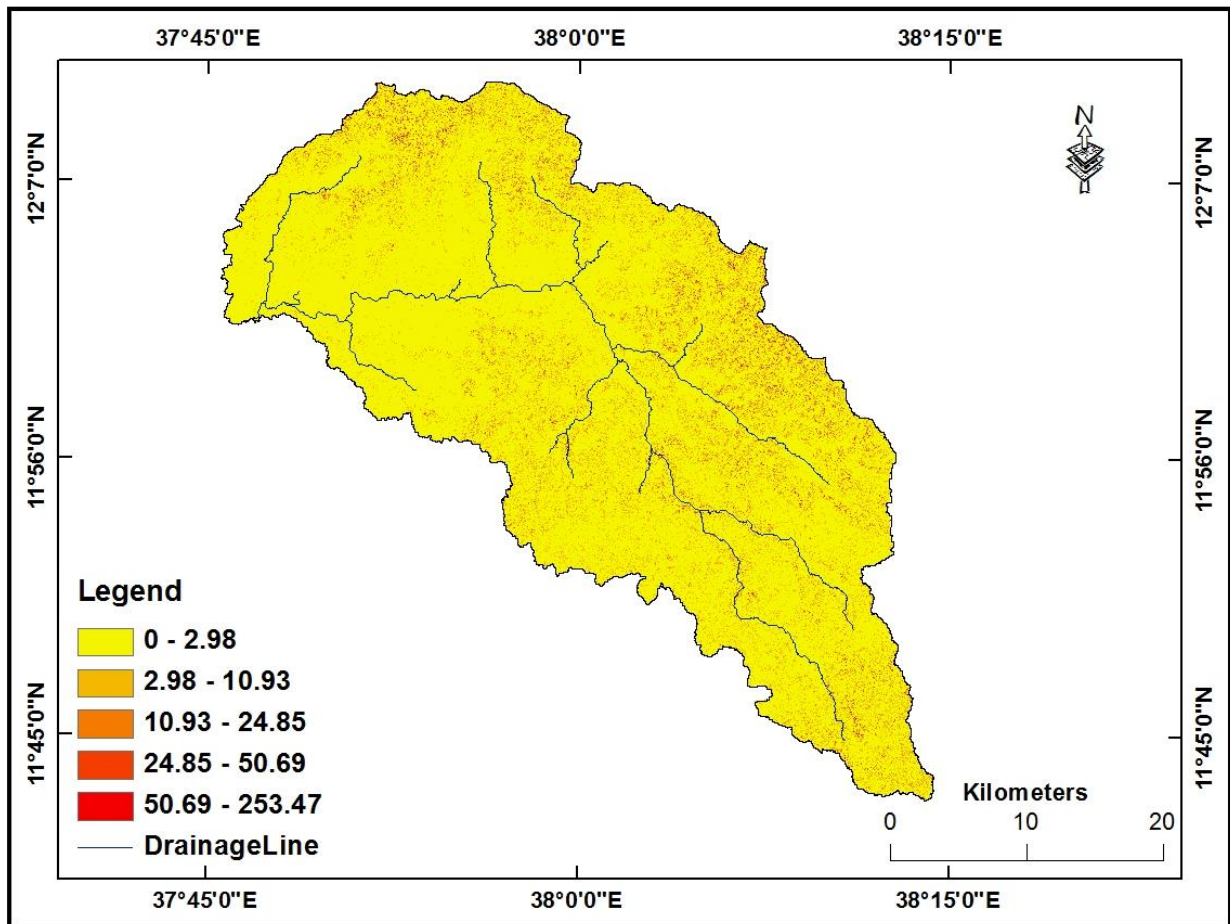 37°45'0"E 38°0'0"E 38°15'0"E
N
12°7'0"N 12°7'0"N
11°56'0"N 11°56'0"N
11°45'0"N 11°45'0"N
Legend
0 - 2.98
2.98 - 10.93
10.93 - 24.85
24.85 - 50.69
50.69 - 253.47
DrainageLine
Kilometers
0 10 20
37°45'0"E 38°0'0"E 38°15'0"E